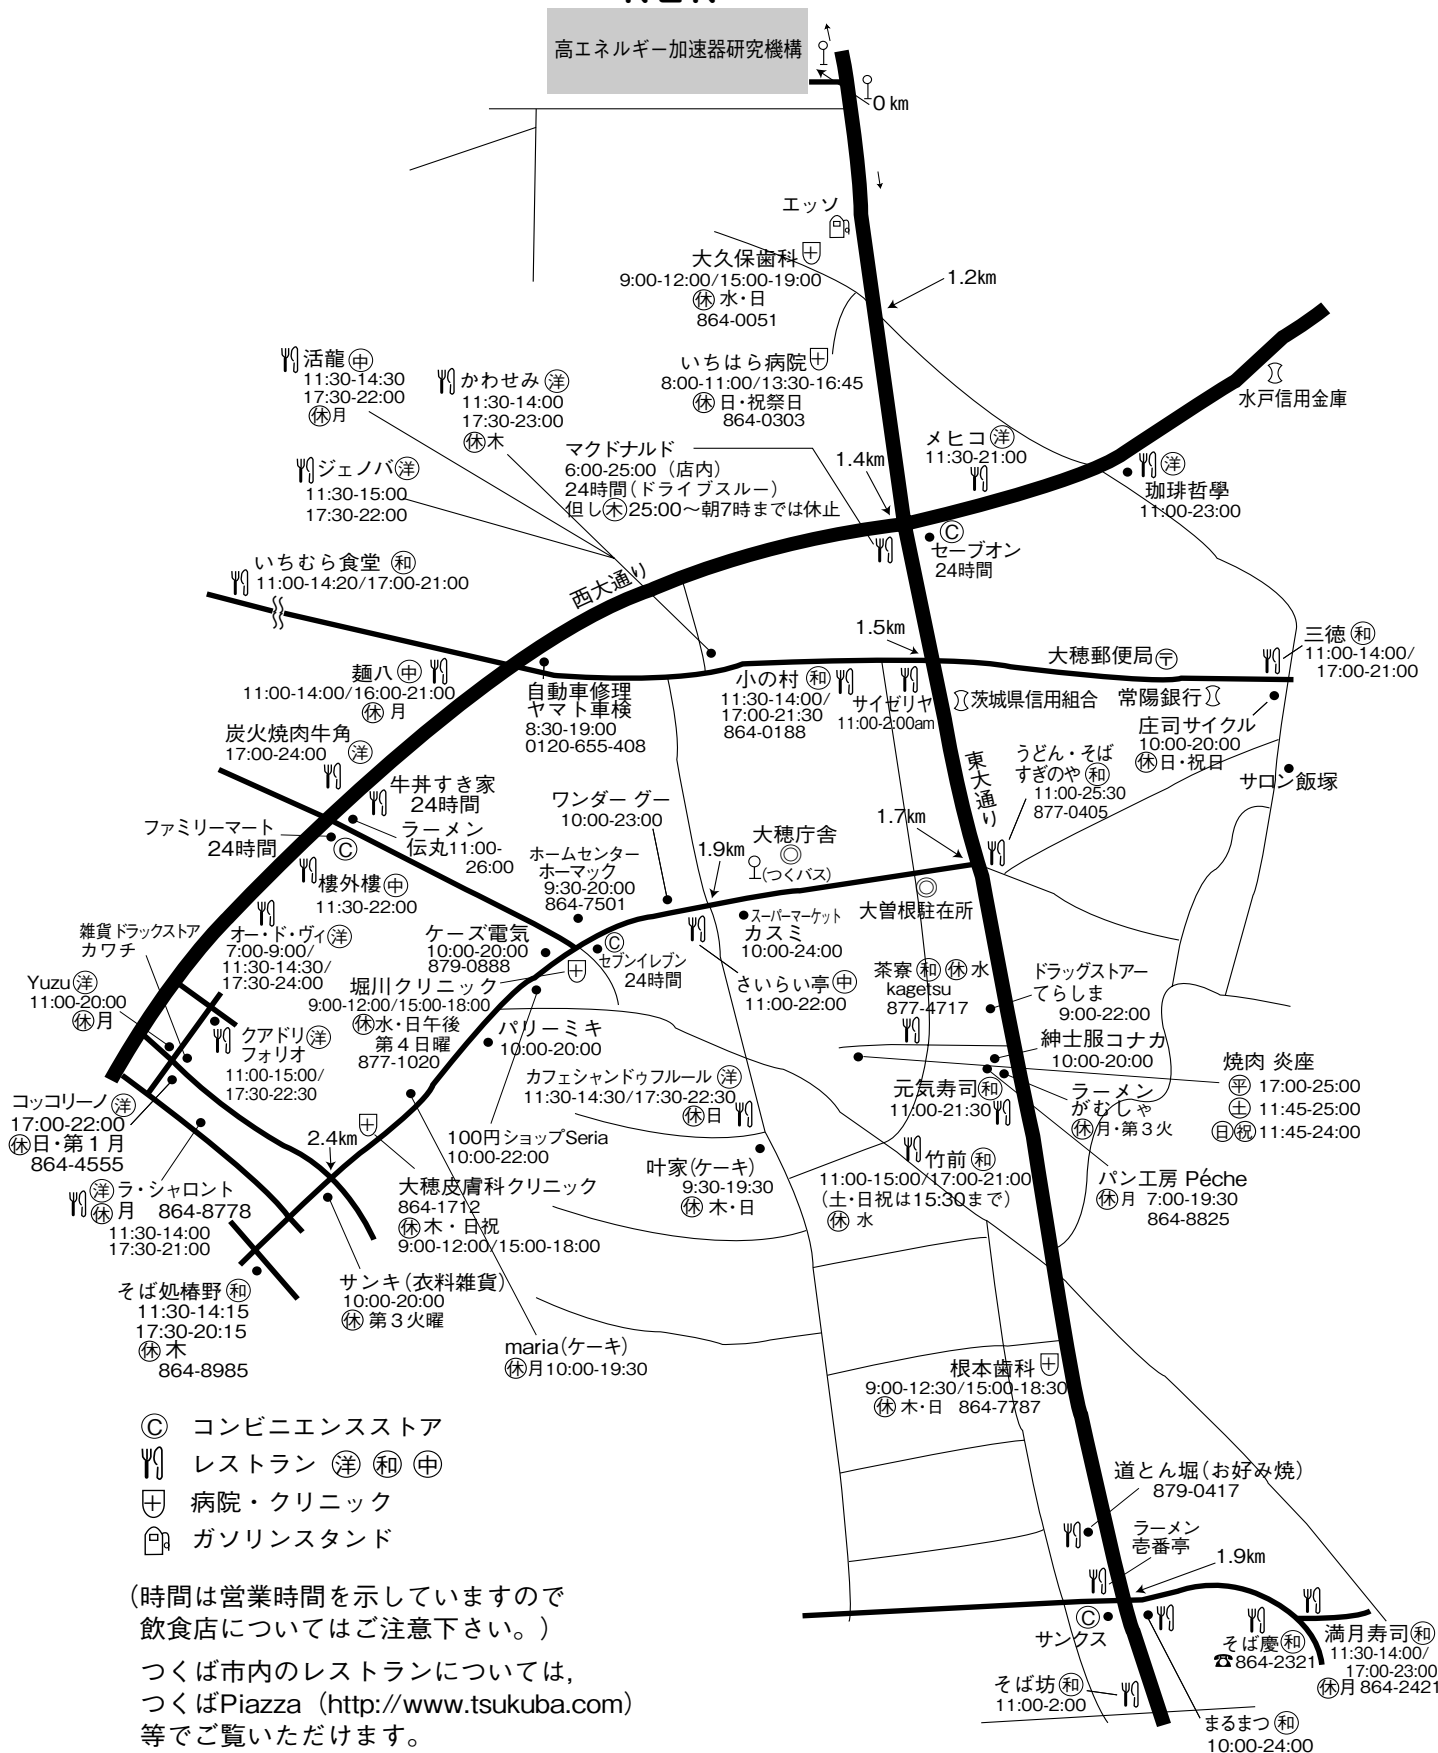 高エネルギー加速器研究機構
0 km
エッソ
大久保歯科
9:00-12:00/15:00-19:00
休 水・日
864-0051
1.2km
いちはら病院
8:00-11:00/13:30-16:45
休 日・祝祭日
864-0303
活龍 中
11:30-14:30
17:30-22:00
休 月
かわせみ 洋
11:30-14:00
17:30-23:00
休 木
ジェノバ 洋
11:30-15:00
17:30-22:00
マクドナルド
6:00-25:00（店内）
24時間（ドライブスルー）
但し 木 25:00～朝7時までは休止
1.4km
メヒコ 洋
11:30-21:00
水戸信用金庫
洋
珈琲哲學
11:00-23:00
C
セーブオン
24時間
いちむら食堂 和
11:00-14:20/17:00-21:00
西大通り
1.5km
大穂郵便局 〒
三徳 和
11:00-14:00/
17:00-21:00
麺八 中
11:00-14:00/16:00-21:00
休 月
自動車修理
ヤマト車検
8:30-19:00
0120-655-408
小の村 和
11:30-14:00/
17:00-21:30
864-0188
サイゼリヤ
11:00-2:00am
茨城県信用組合
常陽銀行
庄司サイクル
10:00-20:00
休 日・祝日
サロン飯塚
炭火焼肉牛角
17:00-24:00 洋
牛丼すき家
24時間
東大通り
うどん・そば
すぎのや 和
11:00-25:30
877-0405
ファミリーマート
24時間
C
ラーメン
伝丸11:00-
26:00
ワンダー グー
10:00-23:00
1.7km
樓外樓 中
11:30-22:00
ホームセンター
ホーマック
9:30-20:00
864-7501
1.9km
大穂庁舎
(つくバス)
大曽根駐在所
雑貨 ドラックストア
カワチ
オー・ド・ヴィ 洋
7:00-9:00/
11:30-14:30/
17:30-24:00
ケーズ電気
10:00-20:00
879-0888
C
セブンイレブン
24時間
スーパーマーケット
カスミ
10:00-24:00
さいらい亭 中
11:00-22:00
茶寮 和 休 水
kagetsu
877-4717
ドラッグストアー
てらしま
9:00-22:00
Yuzu 洋
11:00-20:00
休 月
堀川クリニック
9:00-12:00/15:00-18:00
休 水・日午後
第４日曜
877-1020
クアドリ 洋
フォリオ
11:00-15:00/
17:30-22:30
パリーミキ
10:00-20:00
紳士服コナカ
10:00-20:00
焼肉 炎座
平 17:00-25:00
土 11:45-25:00
日 祝 11:45-24:00
カフェシャンドゥフルール 洋
11:30-14:30/17:30-22:30
休 日
元気寿司 和
11:00-21:30
ラーメン
がむしゃ
休 月・第３火
コッコリーノ 洋
17:00-22:00
休 日・第１月
864-4555
2.4km
100円ショップSeria
10:00-22:00
叶家(ケーキ)
9:30-19:30
休 木・日
竹前 和
11:00-15:00/17:00-21:00
（土・日祝は15:30まで）
休 水
パン工房 Péche
休 月 7:00-19:30
864-8825
洋 ラ・シャロント
休 月 864-8778
11:30-14:00
17:30-21:00
大穂皮膚科クリニック
864-1712
休 木・日祝
9:00-12:00/15:00-18:00
そば処椿野 和
11:30-14:15
17:30-20:15
休 木
864-8985
サンキ（衣料雑貨）
10:00-20:00
休 第３火曜
maria（ケーキ）
休 月10:00-19:30
根本歯科
9:00-12:30/15:00-18:30
休 木・日 864-7787
C コンビニエンスストア
レストラン 洋 和 中
病院・クリニック
ガソリンスタンド
道とん堀（お好み焼）
879-0417
ラーメン
壱番亭
1.9km
C
サンクス
そば慶 和
☎864-2321
満月寿司 和
11:30-14:00/
17:00-23:00
休 月 864-2421
そば坊 和
11:00-2:00
まるまつ 和
10:00-24:00
（時間は営業時間を示していますので
飲食店についてはご注意下さい。）
つくば市内のレストランについては,
つくばPiazza（http://www.tsukuba.com）
等でご覧いただけます。